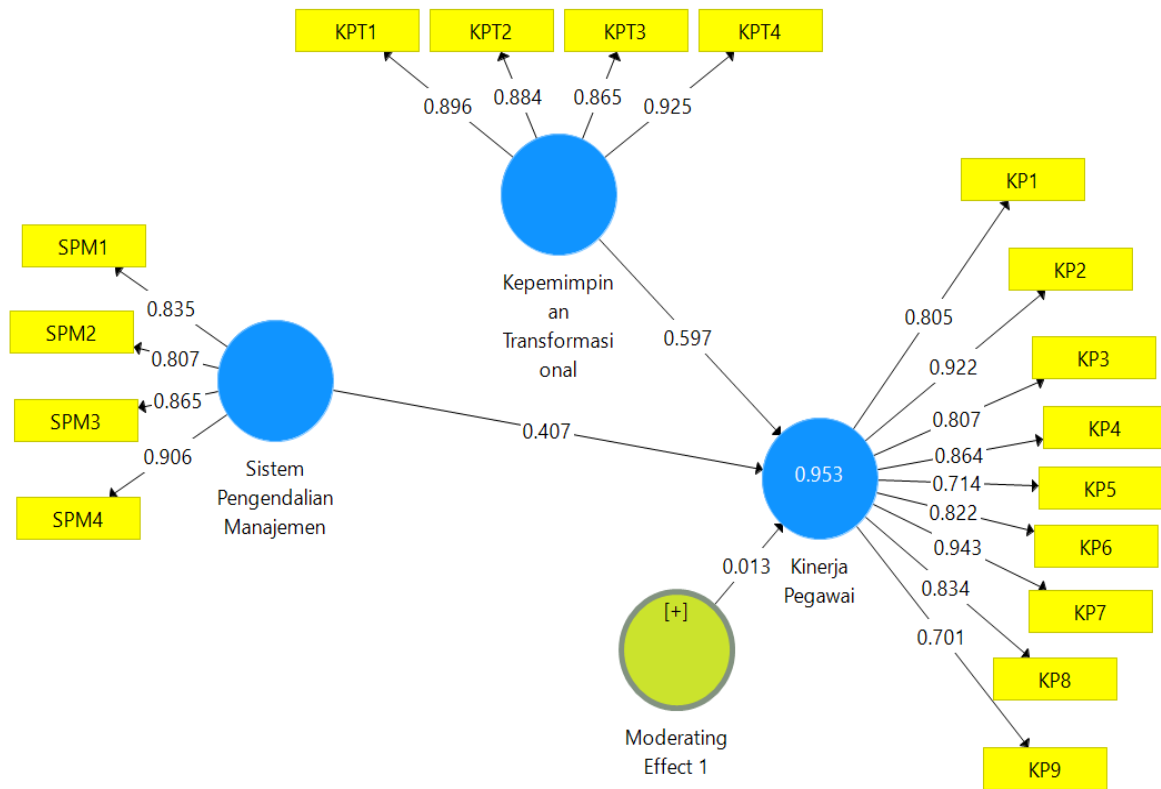 KPT1 KPT2 KPT3 KPT4
0.896 0.884 0.865 0.925
KP1
SPM1
Kepemimpin
an
Transformasi
onal
KP2
0.835
0.805
SPM2
0.807
0.597
0.922
KP3
SPM3
0.865
0.807
KP4
0.407
0.864
0.906
Sistem
Pengendalian
Manajemen
0.953
0.714
KP5
SPM4
0.822
KP6
Kinerja
Pegawai
0.943
0.013
0.834
KP7
[+]
0.701
KP8
Moderating
Effect 1
KP9